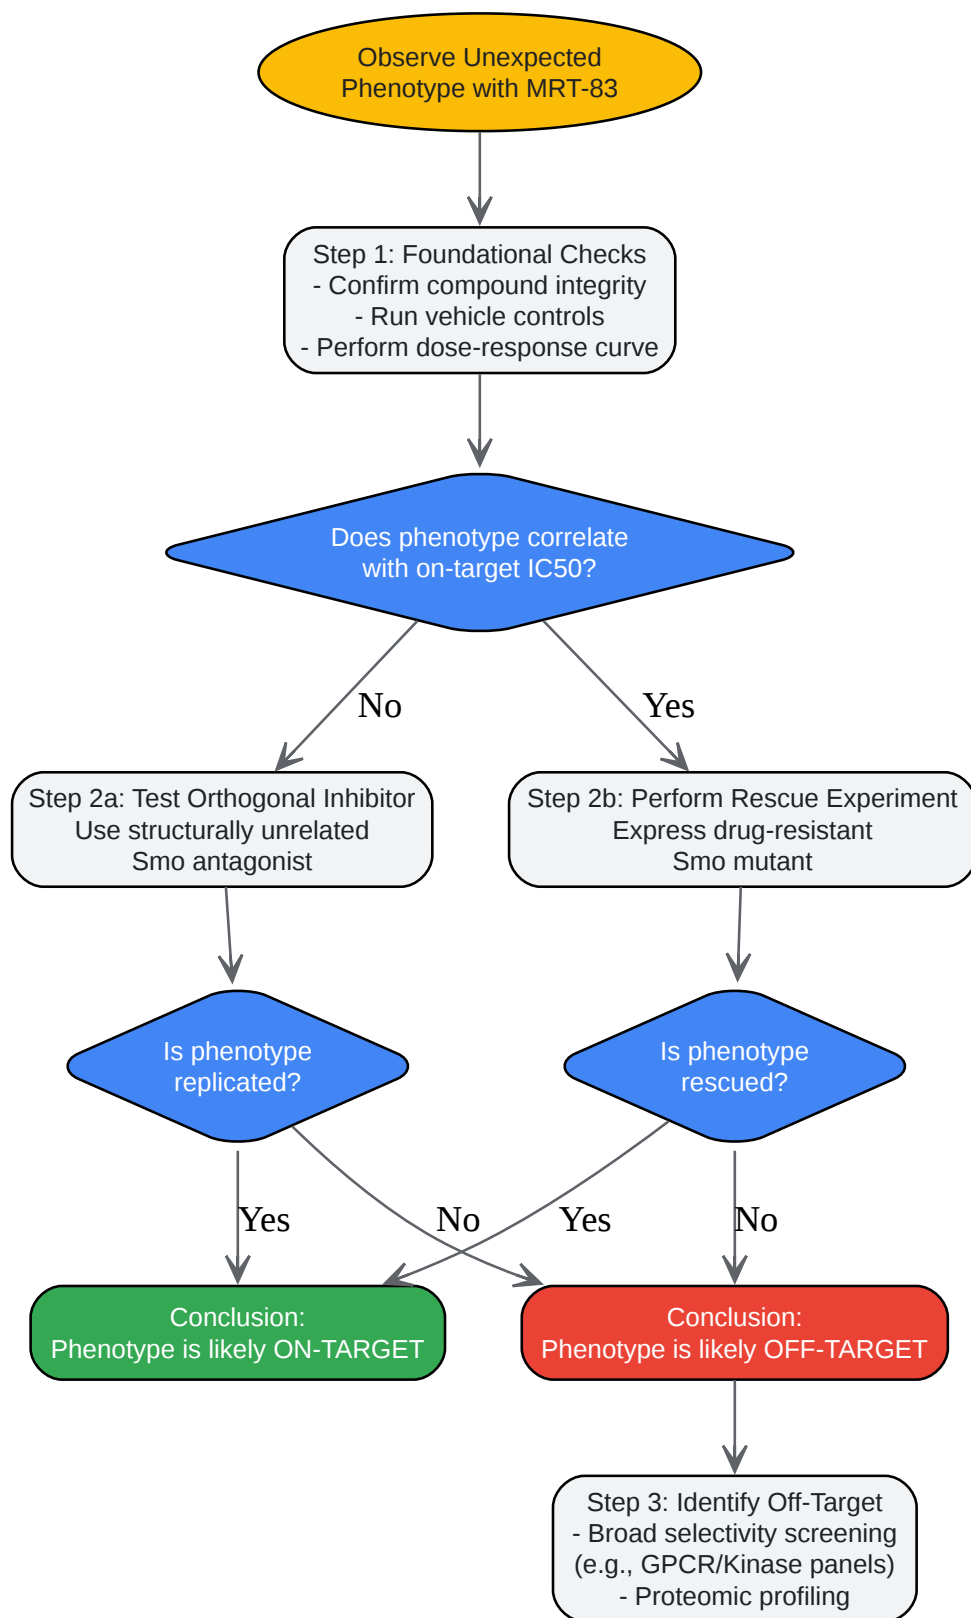 Observe Unexpected
Phenotype with MRT-83
Step 1: Foundational Checks
- Confirm compound integrity
- Run vehicle controls
- Perform dose-response curve
Does phenotype correlate
with on-target IC50?
No
Yes
Step 2a: Test Orthogonal Inhibitor
Use structurally unrelated
Smo antagonist
Step 2b: Perform Rescue Experiment
Express drug-resistant
Smo mutant
Is phenotype
replicated?
Is phenotype
rescued?
Yes
No
Yes
No
Conclusion:
Phenotype is likely ON-TARGET
Conclusion:
Phenotype is likely OFF-TARGET
Step 3: Identify Off-Target
- Broad selectivity screening
(e.g., GPCR/Kinase panels)
- Proteomic profiling